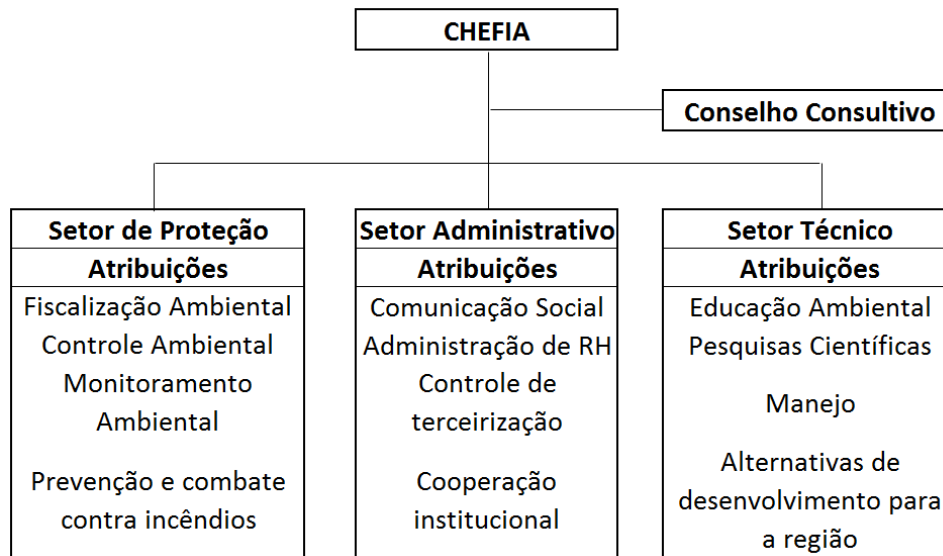 CHEFIA
Conselho Consultivo
Setor de Proteção
Atribuições
Fiscalização Ambiental
Controle Ambiental
Monitoramento
Ambiental
Prevenção e combate
contra incêndios
Setor Administrativo
Atribuições
Comunicação Social
Administração de RH
Controle de
terceirização
Cooperação
institucional
Setor Técnico
Atribuições
Educação Ambiental
Pesquisas Científicas
Manejo
Alternativas de
desenvolvimento para
a região